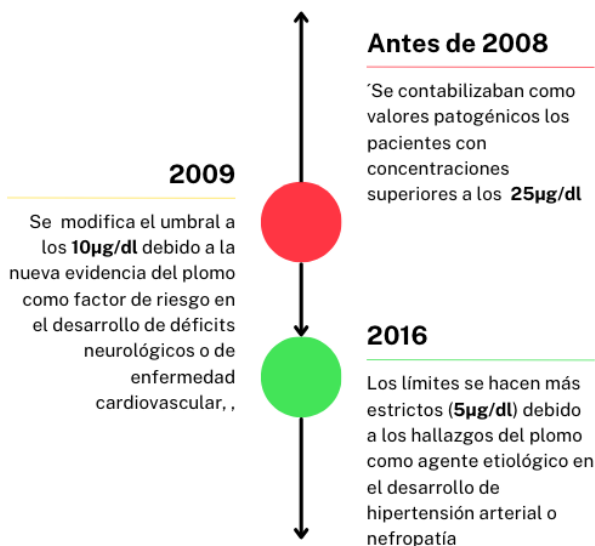 Antes de 2008
´Se contabilizaban como
valores patogénicos los
pacientes con
concentraciones
superiores a los 25µg/dl
2009
Se modifica el umbral a
los 10µg/dl debido a la
nueva evidencia del plomo
como factor de riesgo en
el desarrollo de déficits
neurológicos o de
enfermedad
cardiovascular, ,
2016
Los límites se hacen más
estrictos (5µg/dl) debido
a los hallazgos del plomo
como agente etiológico en
el desarrollo de
hipertensión arterial o
nefropatía